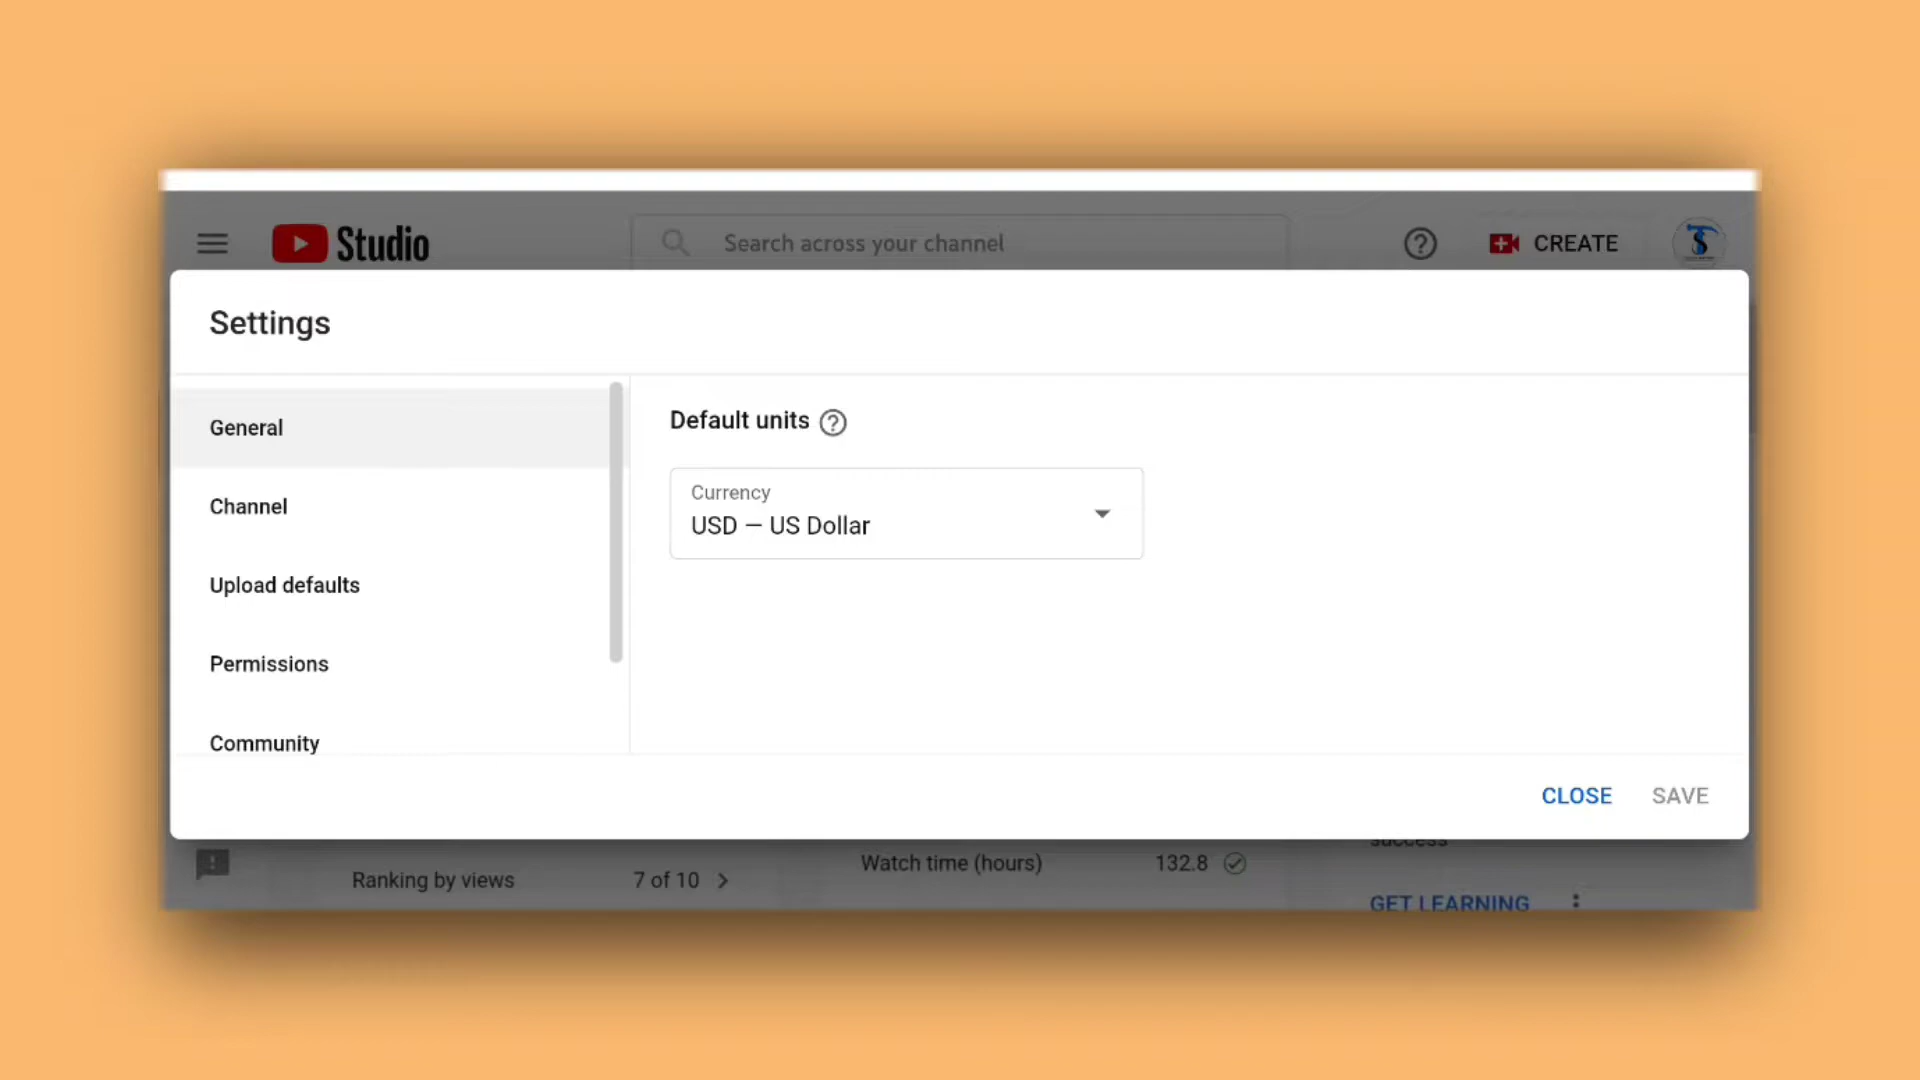 Studio
Search across your channel
CREATE
Settings
General
Channel
Upload defaults
Permissions
Community
Default units
Currency
USD — US Dollar
CLOSE
SAVE
success
Ranking by views
7 of 10
Watch time (hours)
132.8
GET LEARNING